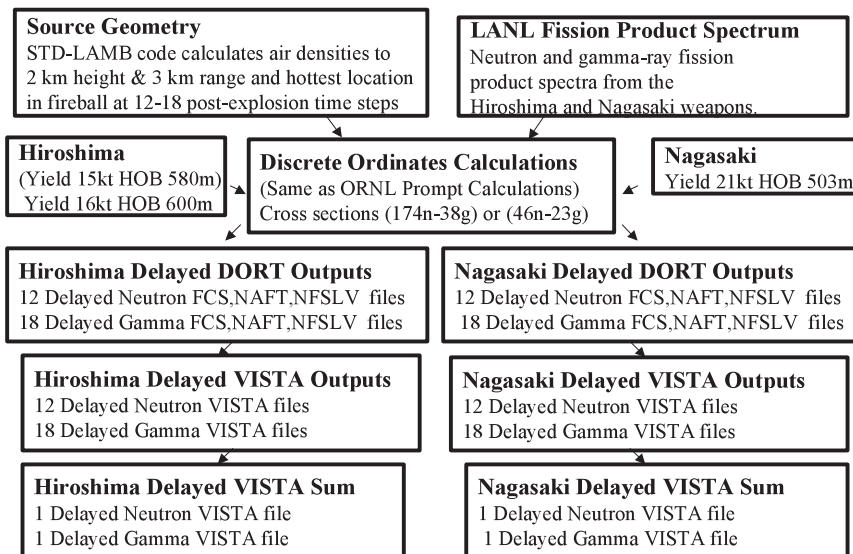 Source Geometry
STD-LAMB code calculates air densities to
2 km height & 3 km range and hottest location
in fireball at 12-18 post-explosion time steps
LANL Fission Product Spectrum
Neutron and gamma-ray fission
product spectra from the
Hiroshima and Nagasaki weapons.
Hiroshima
(Yield 15kt HOB 580m)
Yield 16kt HOB 600m
Discrete Ordinates Calculations
(Same as ORNL Prompt Calculations)
Cross sections (174n-38g) or (46n-23g)
Nagasaki
Yield 21kt HOB 503m
Hiroshima Delayed DORT Outputs
12 Delayed Neutron FCS,NAFT,NFSLV files
18 Delayed Gamma FCS,NAFT,NFSLV files
Nagasaki Delayed DORT Outputs
12 Delayed Neutron FCS,NAFT,NFSLV files
18 Delayed Gamma FCS,NAFT,NFSLV files
Hiroshima Delayed VISTA Outputs
12 Delayed Neutron VISTA files
18 Delayed Gamma VISTA files
Nagasaki Delayed VISTA Outputs
12 Delayed Neutron VISTA files
18 Delayed Gamma VISTA files
Hiroshima Delayed VISTA Sum
1 Delayed Neutron VISTA file
1 Delayed Gamma VISTA file
Nagasaki Delayed VISTA Sum
1 Delayed Neutron VISTA file
1 Delayed Gamma VISTA file